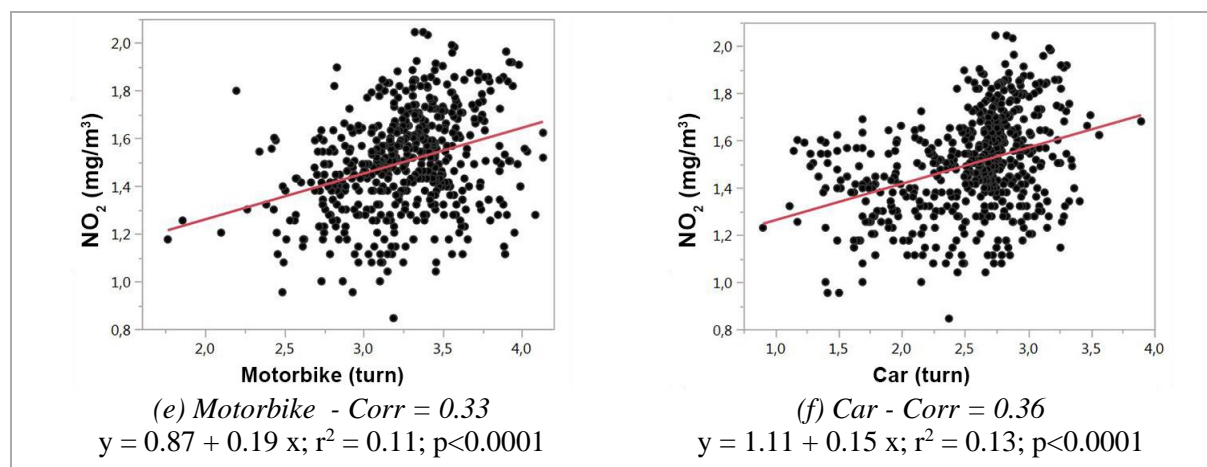 2,0
1,8
1,6
1,4
1,2
1,0
0,8
NO₂ (mg/m³)
2,0 2,5 3,0 3,5 4,0
Motorbike (turn)
(e) Motorbike - Corr = 0.33
y = 0.87 + 0.19 x; r² = 0.11; p<0.0001
2,0
1,8
1,6
1,4
1,2
1,0
0,8
NO₂ (mg/m³)
1,0 1,5 2,0 2,5 3,0 3,5 4,0
Car (turn)
(f) Car - Corr = 0.36
y = 1.11 + 0.15 x; r² = 0.13; p<0.0001